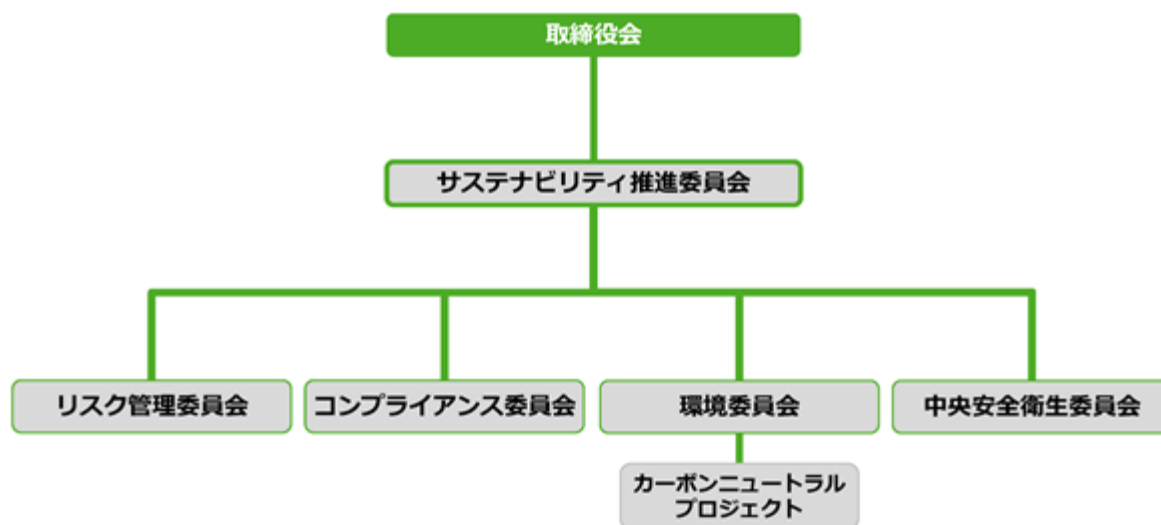 取締役会
サステナビリティ推進委員会
リスク管理委員会
コンプライアンス委員会
環境委員会
中央安全衛生委員会
カーボンニュートラル
プロジェクト